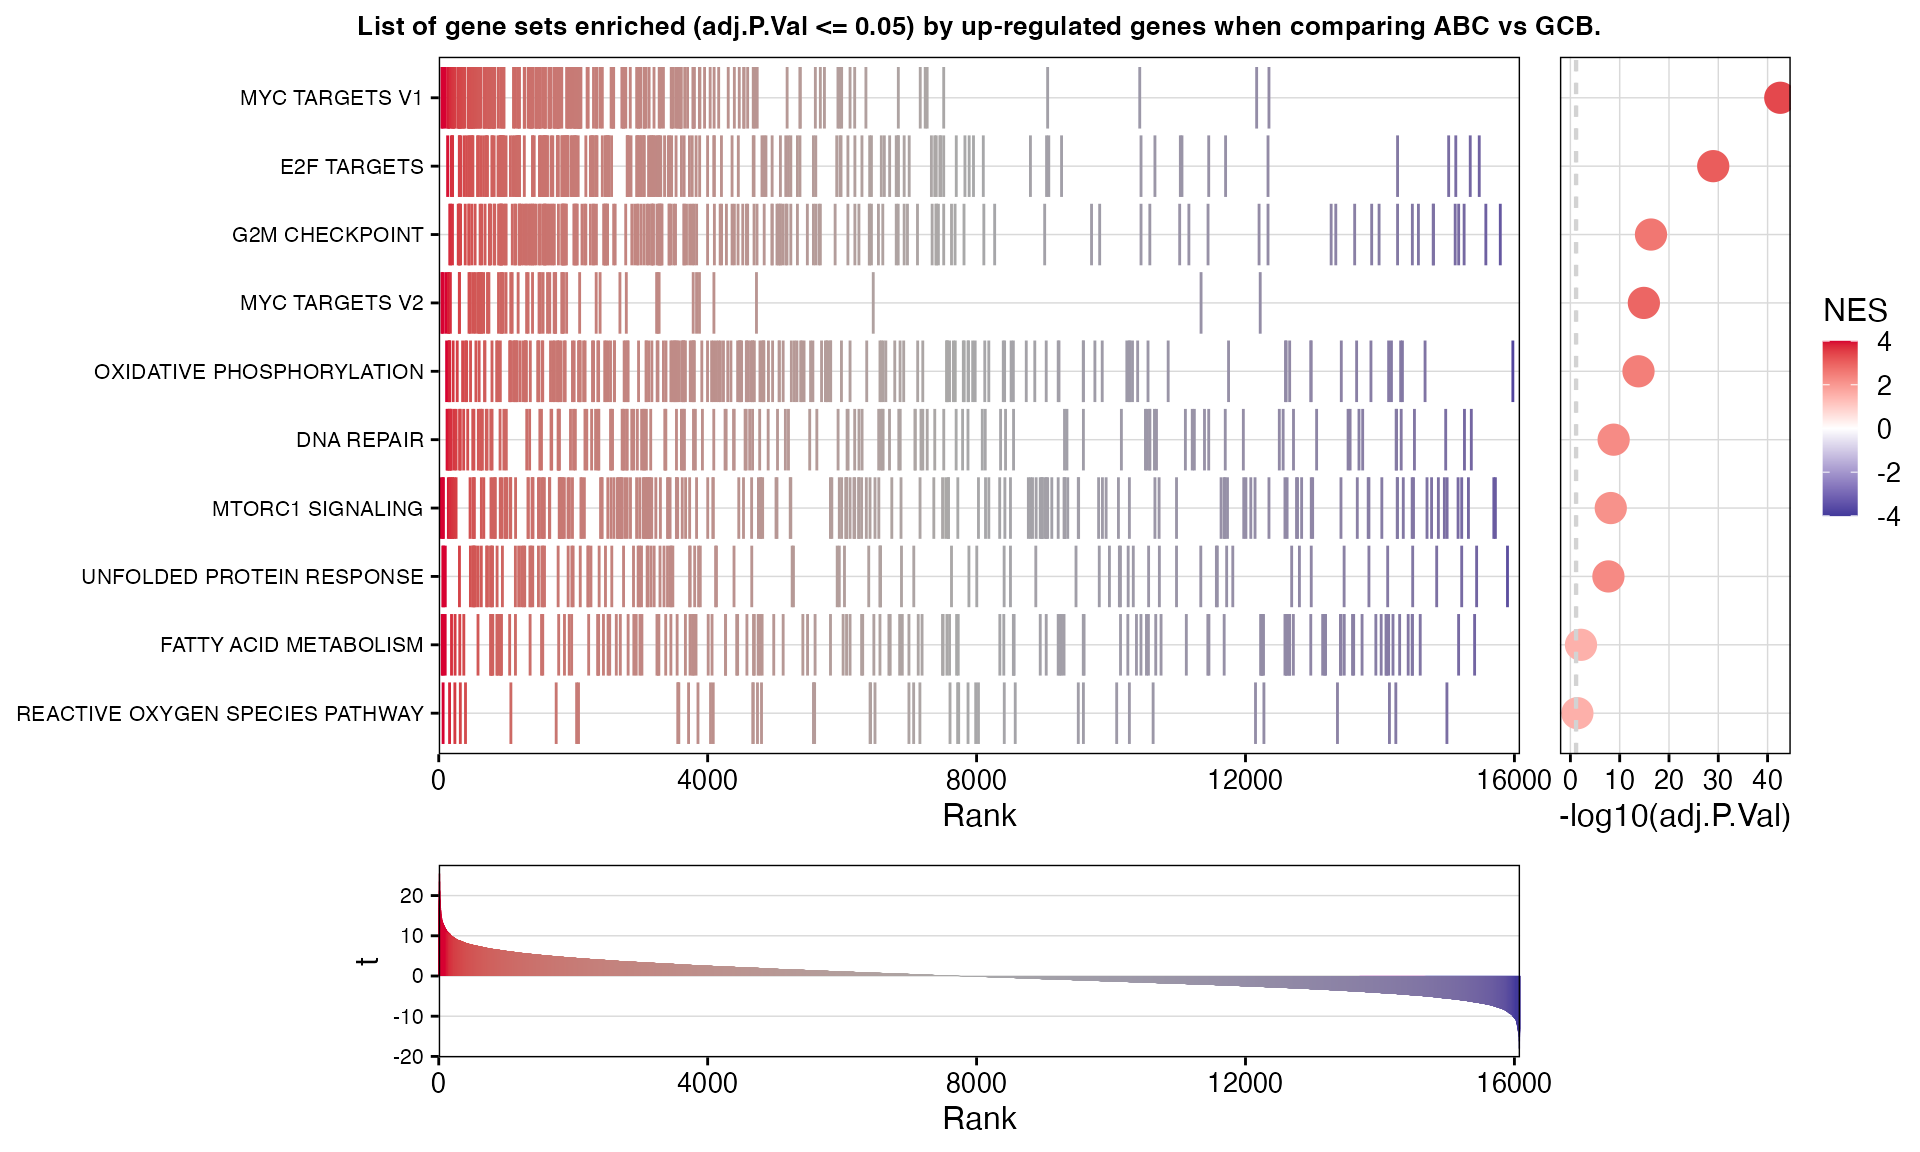 List of gene sets enriched (adj.P.Val <= 0.05) by up-regulated genes when comparing ABC vs GCB.
MYC TARGETS V1
E2F TARGETS
G2M CHECKPOINT
MYC TARGETS V2
OXIDATIVE PHOSPHORYLATION
DNA REPAIR
MTORC1 SIGNALING
UNFOLDED PROTEIN RESPONSE
FATTY ACID METABOLISM
REACTIVE OXYGEN SPECIES PATHWAY
0 4000 8000 12000 16000
Rank
0 10 20 30 40
-log10(adj.P.Val)
NES
4
2
0
-2
-4
t
20
10
0
-10
-20
0 4000 8000 12000 16000
Rank